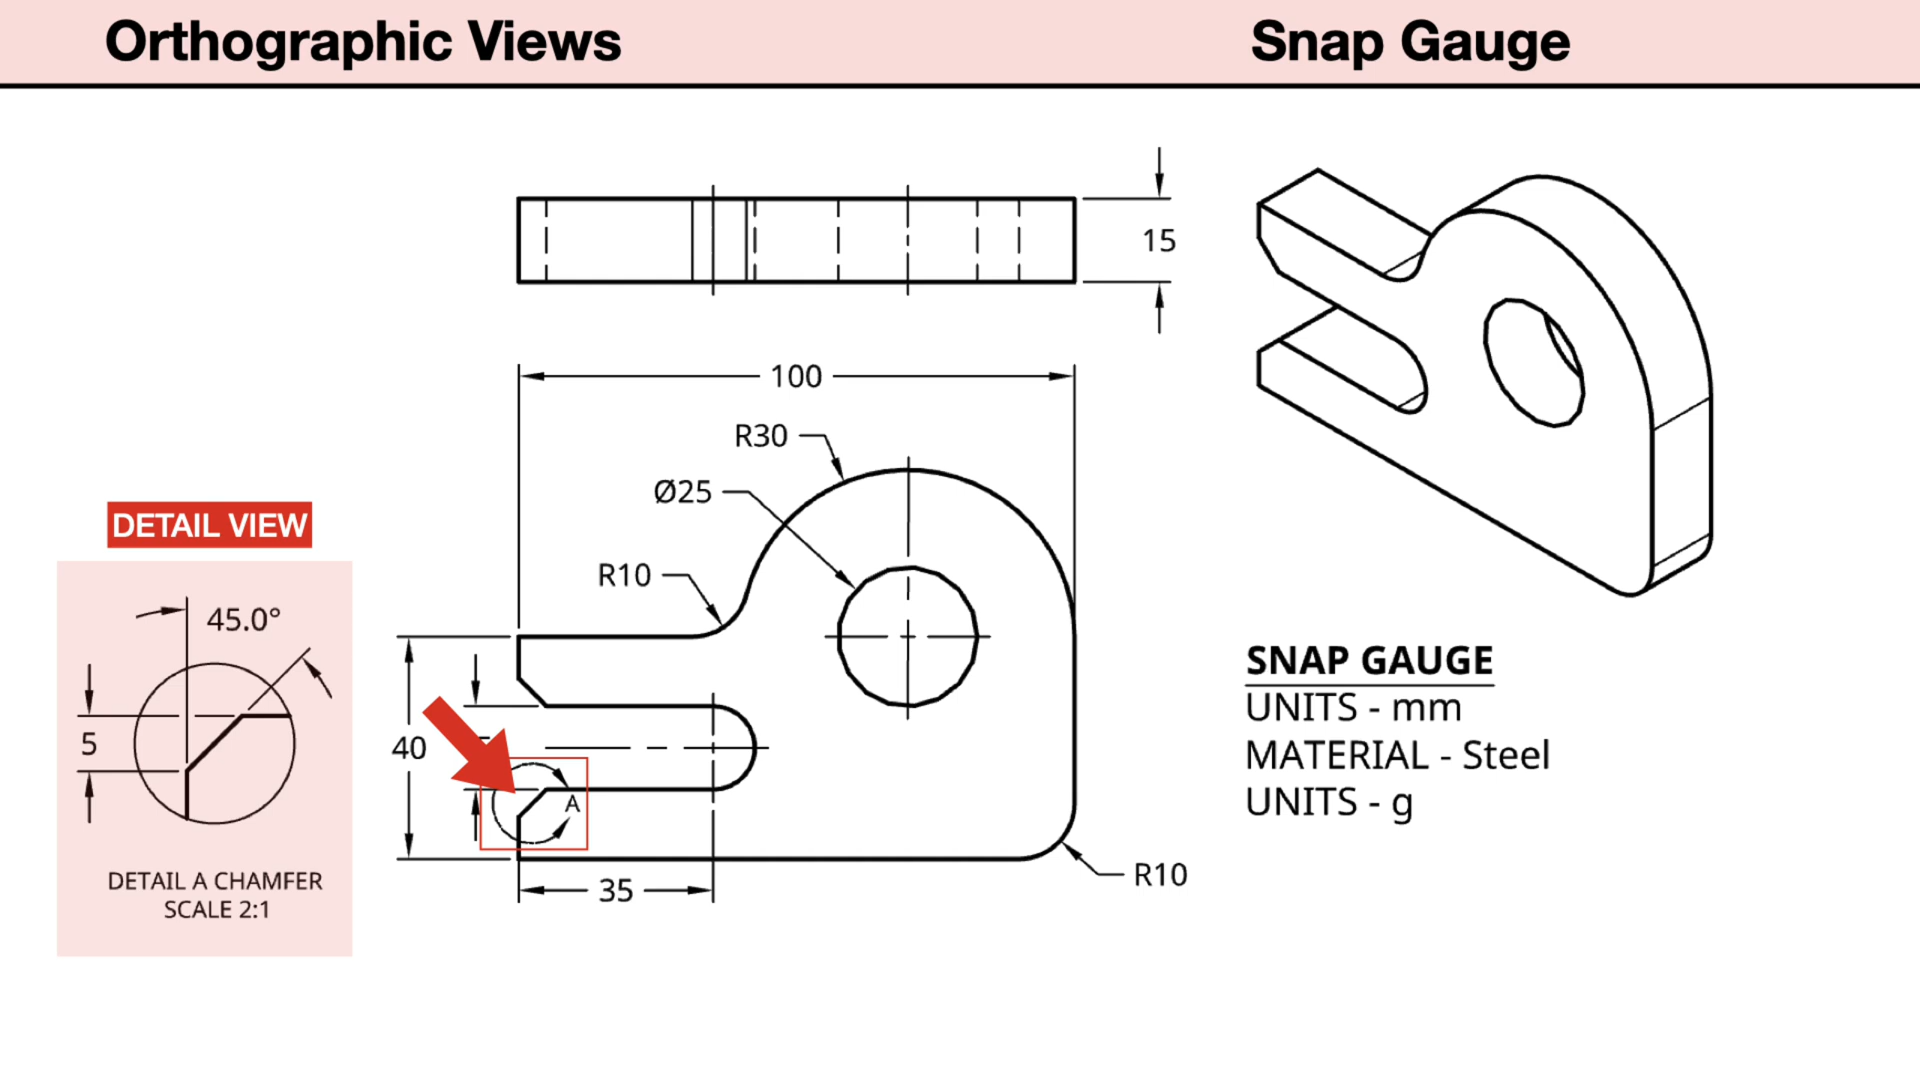 Orthographic Views
Snap Gauge
15
100
R30
Ø25
R10
DETAIL VIEW
45.0°
5
DETAIL A CHAMFER
SCALE 2:1
40
A
35
R10
SNAP GAUGE
UNITS - mm
MATERIAL - Steel
UNITS - g